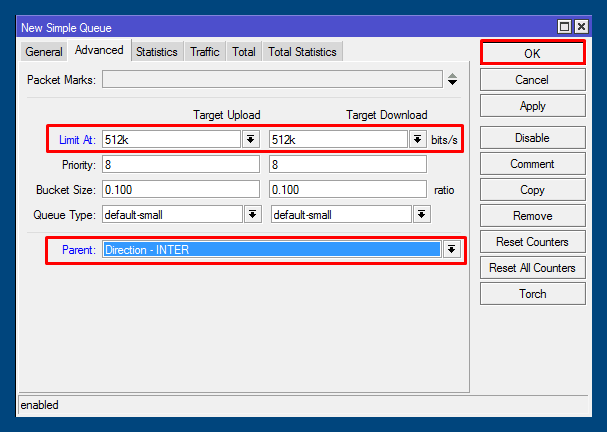 New Simple Queue
General Advanced Statistics Traffic Total Total Statistics
Packet Marks:
Target Upload Target Download
Limit At: 512k 512k bits/s
Priority: 8 8
Bucket Size: 0.100 0.100 ratio
Queue Type: default-small default-small
Parent: Direction - INTER
OK
Cancel
Apply
Disable
Comment
Copy
Remove
Reset Counters
Reset All Counters
Torch
enabled